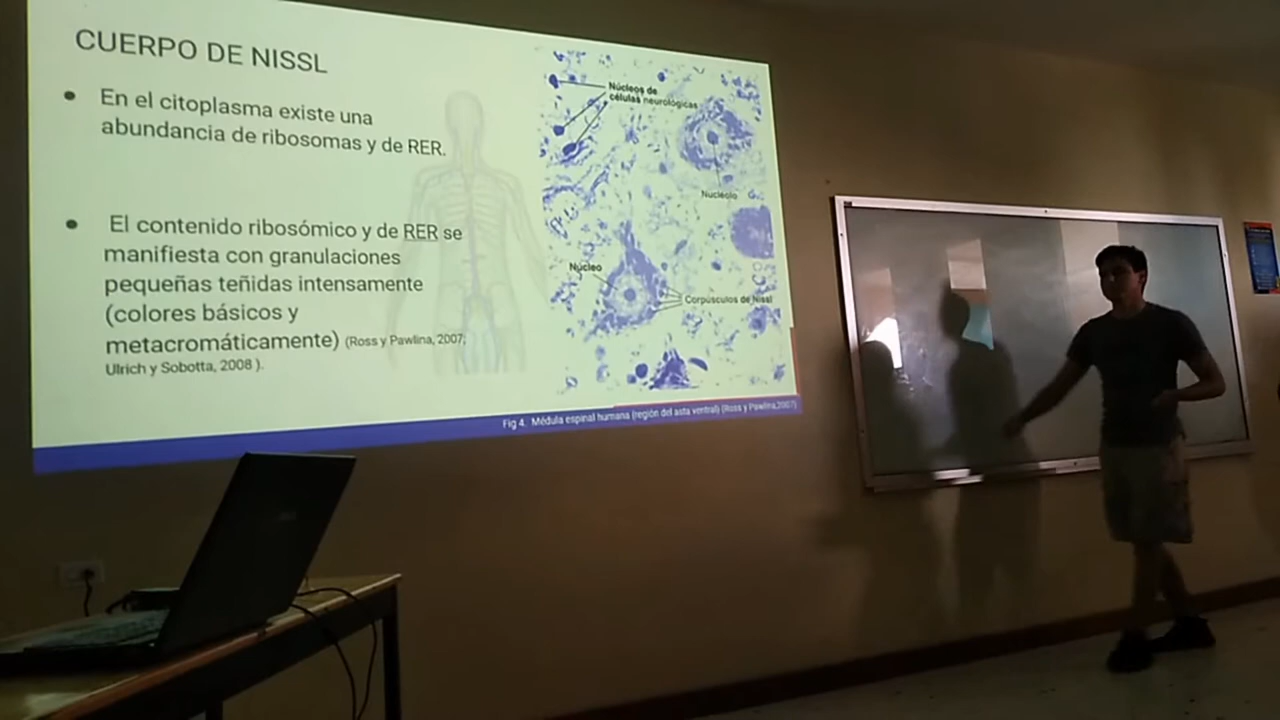 CUERPO DE NISSL
• En el citoplasma existe una
abundancia de ribosomas y de RER.
• El contenido ribosómico y de RER se
manifiesta con granulaciones
pequeñas teñidas intensamente
(colores básicos y
metacromáticamente) (Ross y Pawlina, 2007;
Ulrich y Sobotta, 2008 ).
Núcleos de
células neurológicas
Nucleolo
Núcleo
Corpúsculos de Nissl
Fig 4. Médula espinal humana (región del asta ventral) (Ross y Pawlina,2007)